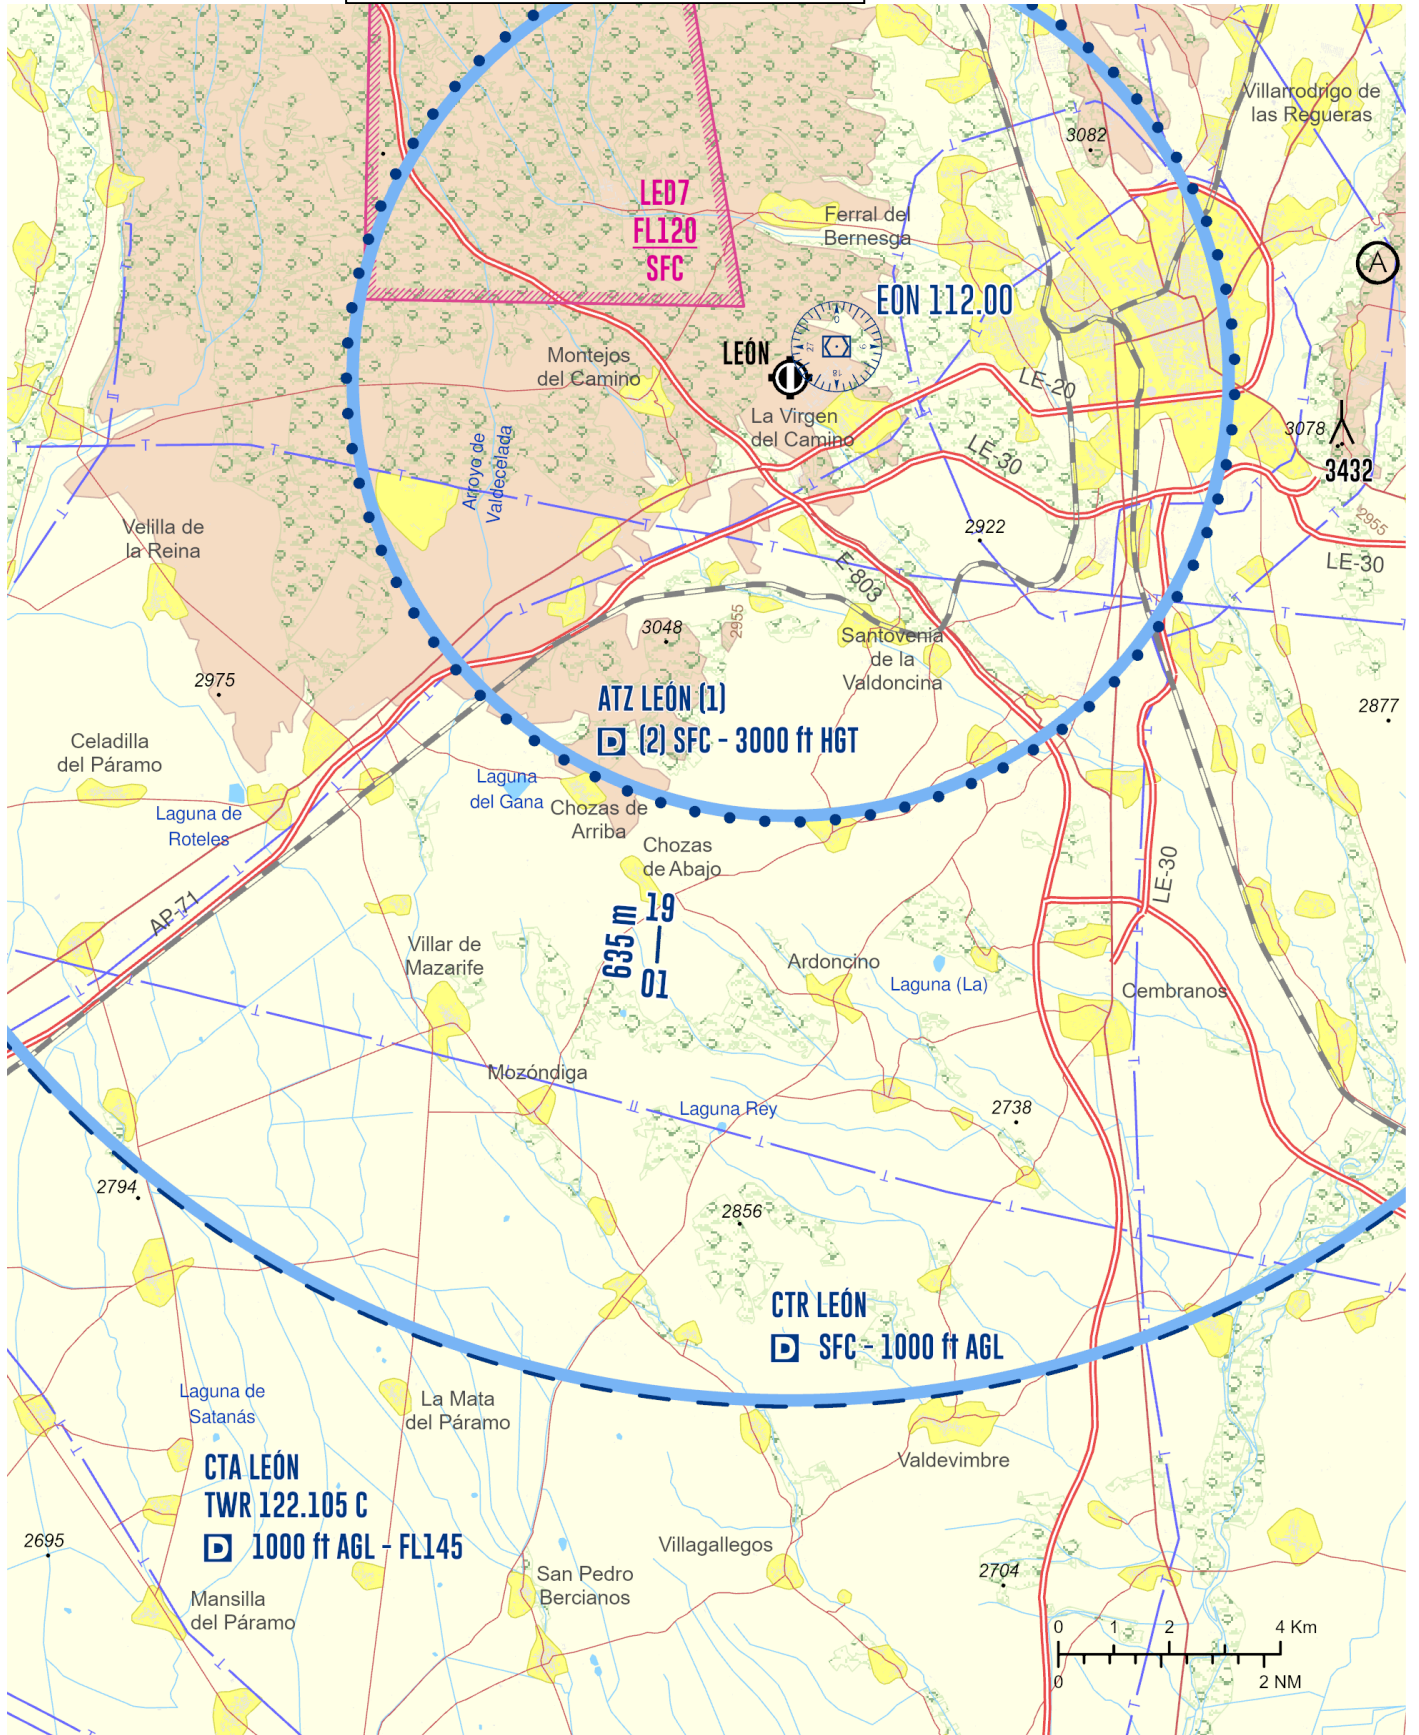 Villarrodrigo de
las Regueras
3082
LED7
FL120
SFC
Ferral del
Bernesga
A
EON 112.00
0
9
18
27
LEÓN
Montejos
del Camino
LE-20
La Virgen
del Camino
3078
3432
LE-30
Arroyo de
Valdecelada
2955
Velilla de
la Reina
2922
LE-30
E-803
3048
2955
Santovenia
de la
Valdoncina
2975
2877
ATZ LEÓN (1)
D (2) SFC - 3000 ft HGT
Celadilla
del Páramo
Laguna
del Gana
Laguna de
Roteles
Chozas de
Arriba
Chozas
de Abajo
LE-30
AP-71
635 m
19
01
Villar de
Mazarife
Ardoncino
Laguna (La)
Cembranos
Mozóndiga
Laguna Rey
2738
2794
2856
CTR LEÓN
D SFC - 1000 ft AGL
Laguna de
Satanás
La Mata
del Páramo
Valdevimbre
CTA LEÓN
TWR 122.105 C
D 1000 ft AGL - FL145
2695
Villagallegos
2704
San Pedro
Bercianos
Mansilla
del Páramo
0 1 2 4 Km
0 2 NM